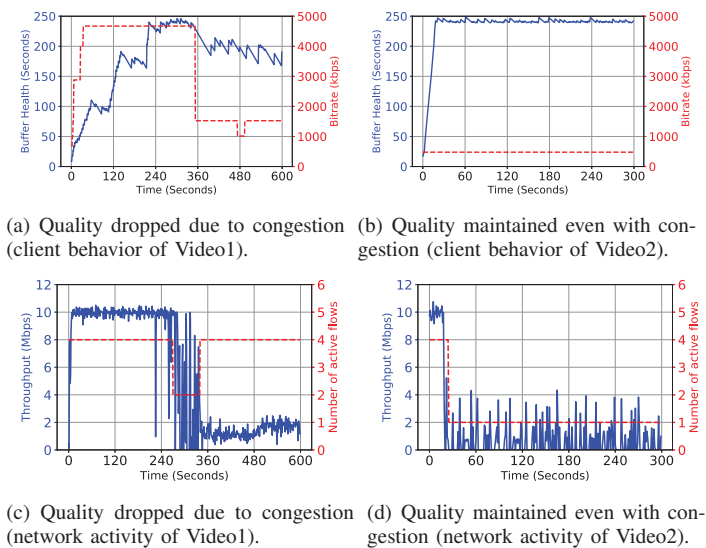 250
200
150
100
50
0
Buffer Health (Seconds)
5000
4000
3000
2000
1000
0
Bitrate (kbps)
0 120 240 360 480 600
Time (Seconds)
250
200
150
100
50
0
Buffer Health (Seconds)
5000
4000
3000
2000
1000
0
Bitrate (kbps)
0 60 120 180 240 300
Time (Seconds)
(a) Quality dropped due to congestion
(client behavior of Video1).
(b) Quality maintained even with con-
gestion (client behavior of Video2).
12
10
8
6
4
2
0
Throughput (Mbps)
6
5
4
3
2
1
0
Number of active flows
0 120 240 360 480 600
Time (Seconds)
12
10
8
6
4
2
0
Throughput (Mbps)
6
5
4
3
2
1
0
Number of active flows
0 60 120 180 240 300
Time (Seconds)
(c) Quality dropped due to congestion
(network activity of Video1).
(d) Quality maintained even with con-
gestion (network activity of Video2).